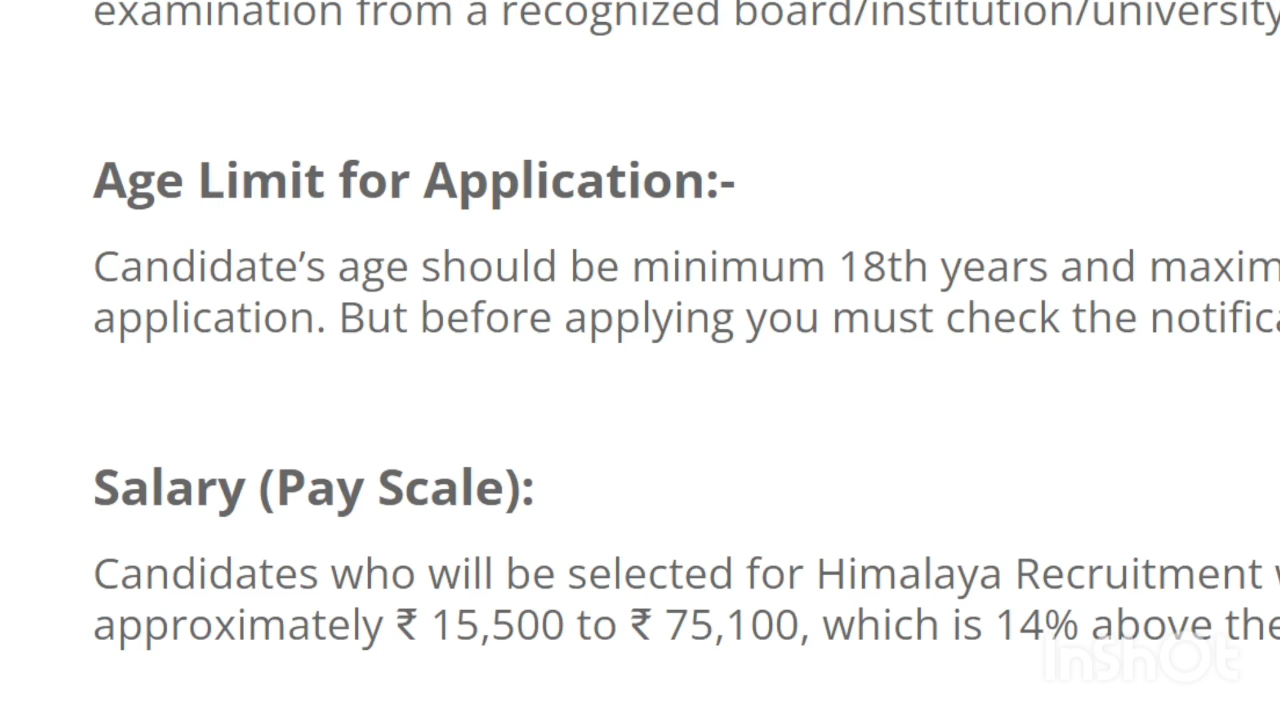 examination from a recognized board/institution/university
Age Limit for Application:-
Candidate’s age should be minimum 18th years and maxim
application. But before applying you must check the notifica
Salary (Pay Scale):
Candidates who will be selected for Himalaya Recruitment
approximately ₹ 15,500 to ₹ 75,100, which is 14% above the
InShOt